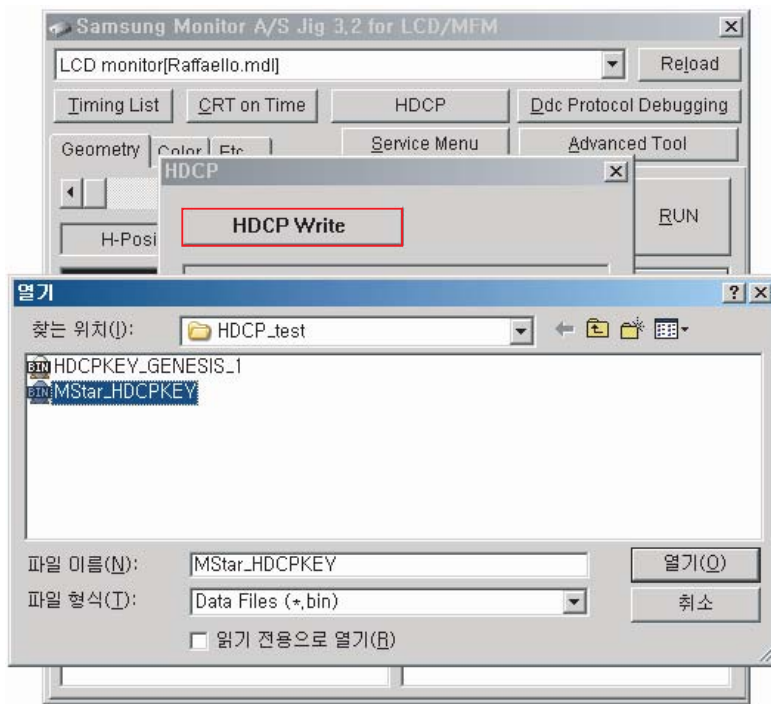 Samsung Monitor A/S Jig 3,2 for LCD/MFM
LCD monitor[Raffaello.mdl]
Reload
Timing List
CRT on Time
HDCP
Ddc Protocol Debugging
Geometry
Color
Etc
Service Menu
Advanced Tool
HDCP
RUN
H-Posi
HDCP Write
열기
찾는 위치(I):
HDCP_test
HDCPKEY_GENESIS_1
MStar_HDCPKEY
파일 이름(N):
MStar_HDCPKEY
열기(O)
파일 형식(T):
Data Files (*,bin)
취소
읽기 전용으로 열기(R)